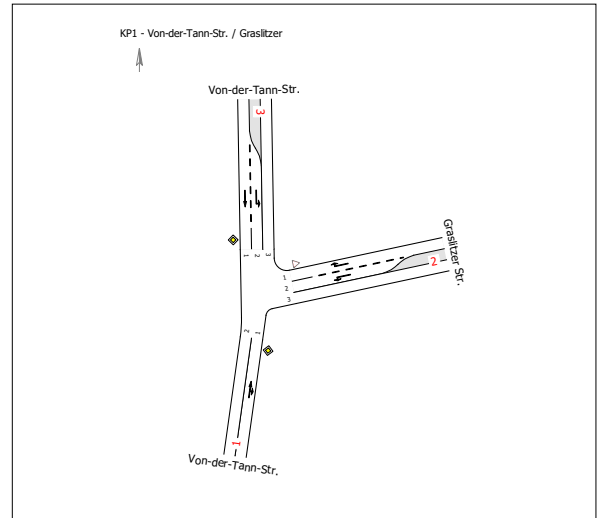 KP1 - Von-der-Tann-Str. / Graslitzer
Von-der-Tann-Str.
3
1 2 3
Graslitzer Str.
2
1
2
3
2 1
1
Von-der-Tann-Str.